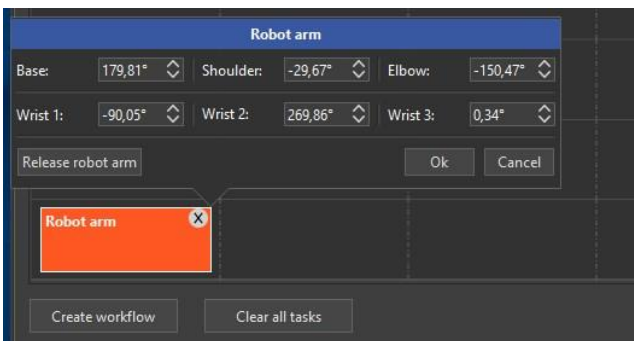 Robot arm
Base: 179,81° Shoulder: -29,67° Elbow: -150,47°
Wrist 1: -90,05° Wrist 2: 269,86° Wrist 3: 0,34°
Release robot arm Ok Cancel
Robot arm X
Create workflow Clear all tasks